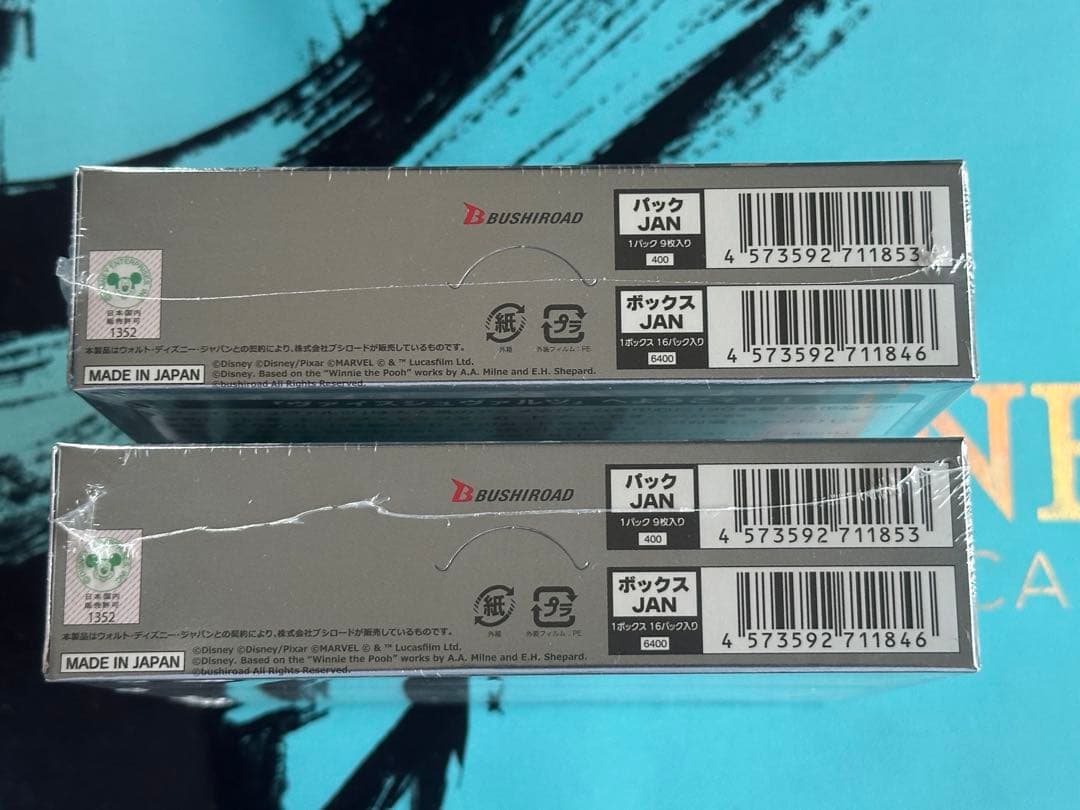 BUSHIROAD
パック
JAN
1パック 9枚入り
400
4 573592 711853
ボックス
JAN
1ボックス 16パック入り
6400
4 573592 711846
日本国内
販売許可
1352
紙
外箱
プラ
外装フィルム:PE
本製品はウォルト・ディズニー・ジャパンとの契約により、株式会社ブシロードが販売しているものです。
MADE IN JAPAN
©Disney ©Disney/Pixar ©MARVEL © & ™ Lucasfilm Ltd.
©Disney. Based on the "Winnie the Pooh" works by A.A. Milne and E.H. Shepard.
©bushiroad All Rights Reserved.
BUSHIROAD
パック
JAN
1パック 9枚入り
400
4 573592 711853
ボックス
JAN
1ボックス 16パック入り
6400
4 573592 711846
日本国内
販売許可
1352
紙
外箱
プラ
外装フィルム:PE
本製品はウォルト・ディズニー・ジャパンとの契約により、株式会社ブシロードが販売しているものです。
MADE IN JAPAN
©Disney ©Disney/Pixar ©MARVEL © & ™ Lucasfilm Ltd.
©Disney. Based on the "Winnie the Pooh" works by A.A. Milne and E.H. Shepard.
©bushiroad All Rights Reserved.
CA